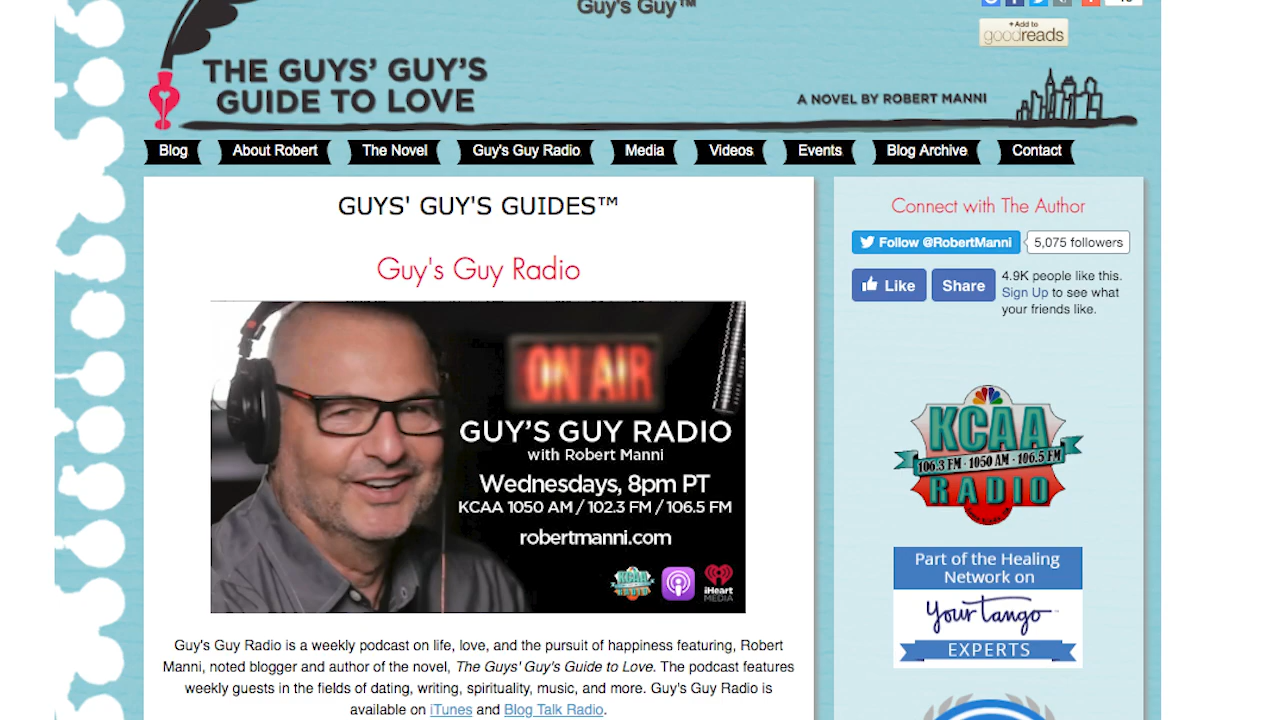 Guy's Guy™
+Add to
goodreads
THE GUYS' GUY'S
GUIDE TO LOVE
A NOVEL BY ROBERT MANNI
Blog
About Robert
The Novel
Guy's Guy Radio
Media
Videos
Events
Blog Archive
Contact
GUYS' GUY'S GUIDES™
Guy's Guy Radio
ON AIR
GUY'S GUY RADIO
with Robert Manni
Wednesdays, 8pm PT
KCAA 1050 AM / 102.3 FM / 106.5 FM
robertmanni.com
KCAA
RADIO
iHeart
MEDIA
Guy's Guy Radio is a weekly podcast on life, love, and the pursuit of happiness featuring, Robert
Manni, noted blogger and author of the novel, The Guys' Guy's Guide to Love. The podcast features
weekly guests in the fields of dating, writing, spirituality, music, and more. Guy's Guy Radio is
available on iTunes and Blog Talk Radio.
Connect with The Author
Follow @RobertManni
5,075 followers
Like
Share
4.9K people like this.
Sign Up to see what
your friends like.
KCAA
106.3 FM - 1050 AM - 106.5 FM
RADIO
Part of the Healing
Network on
Your tango
EXPERTS